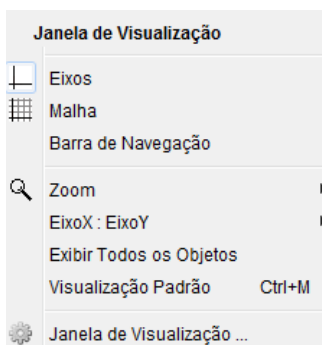 Janela de Visualização
Eixos
Malha
Barra de Navegação
Zoom
EixoX : EixoY
Exibir Todos os Objetos
Visualização Padrão Ctrl+M
Janela de Visualização ...